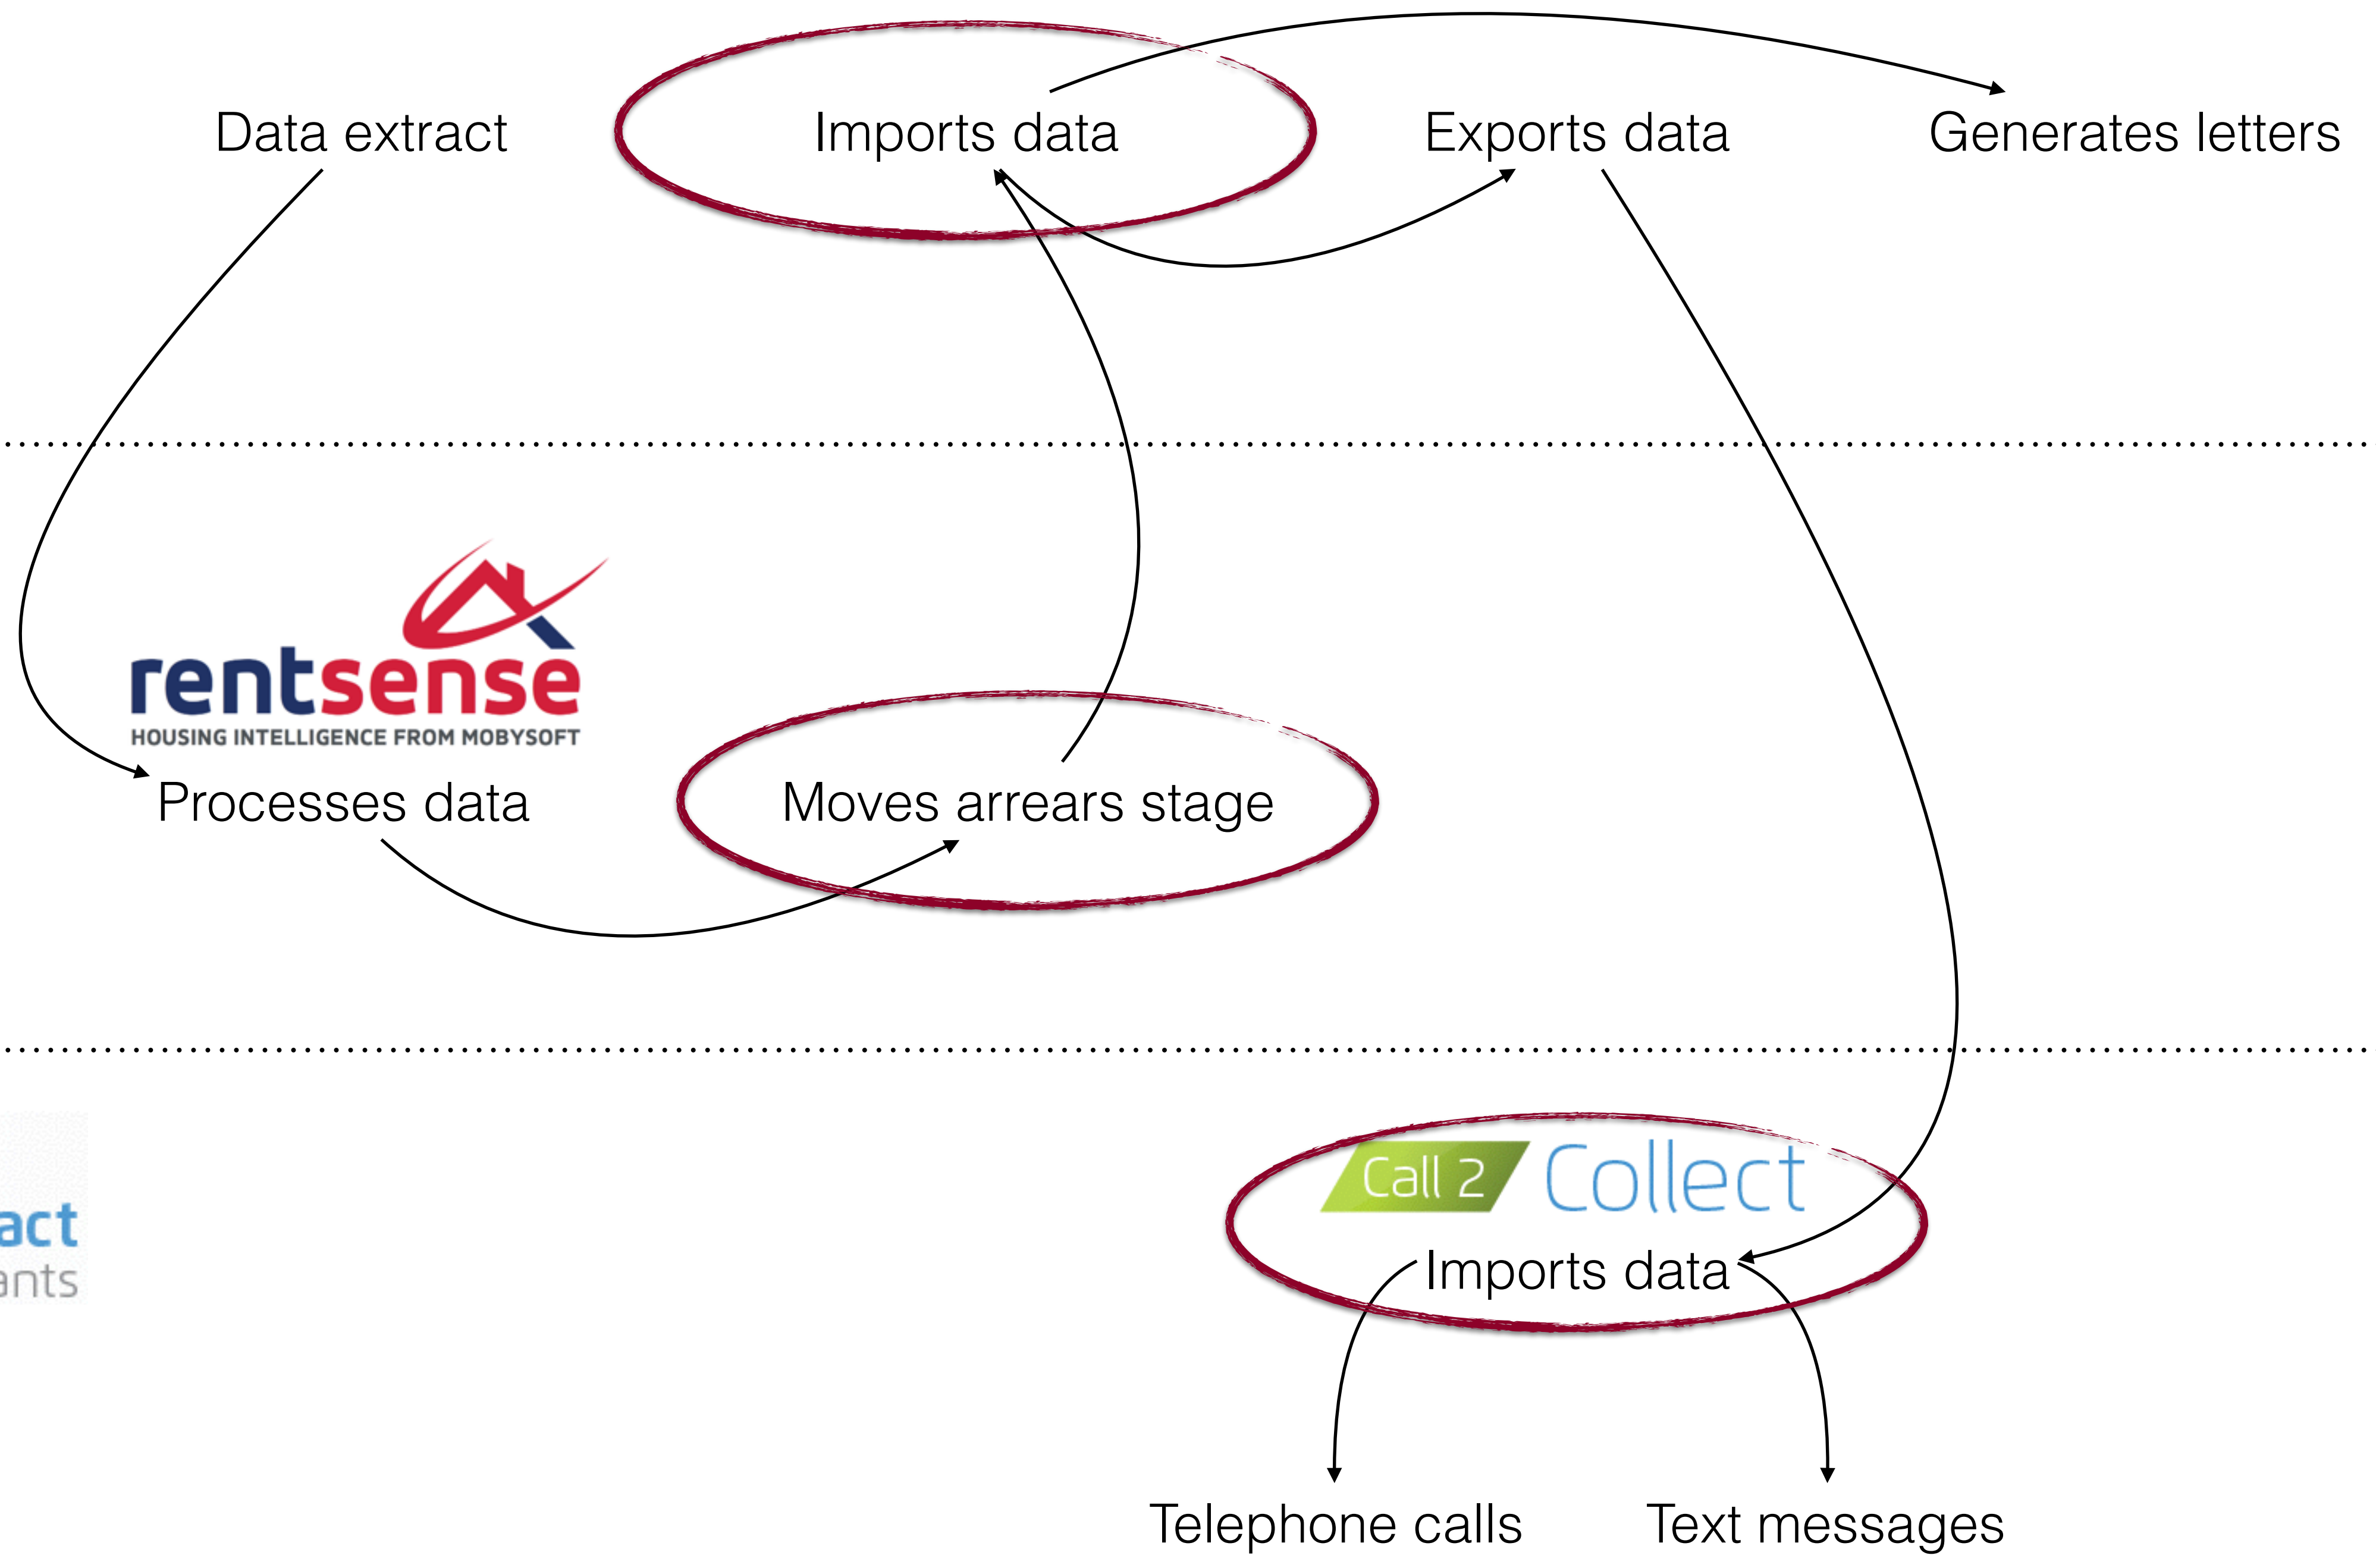 Data extract
Imports data
Exports data
Generates letters
rentsense
HOUSING INTELLIGENCE FROM MOBYSOFT
Processes data
Moves arrears stage
act
ants
Call 2 Collect
Imports data
Telephone calls
Text messages